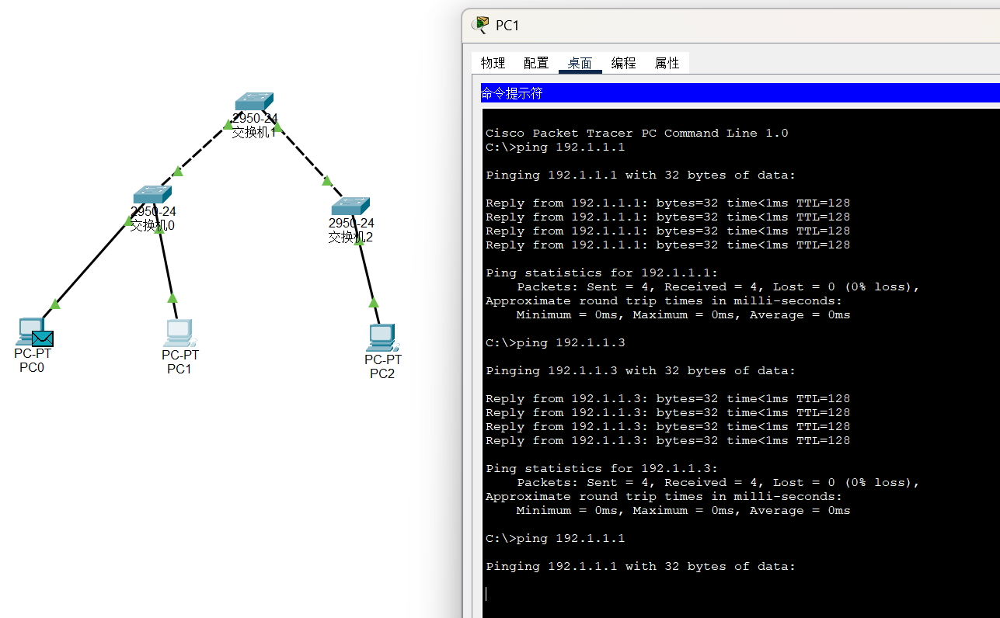 2950-24
交换机1
2950-24
交换机0
2950-24
交换机2
PC-PT
PC0
PC-PT
PC1
PC-PT
PC2
PC1
物理 配置 桌面 编程 属性
命令提示符
Cisco Packet Tracer PC Command Line 1.0
C:\>ping 192.1.1.1
Pinging 192.1.1.1 with 32 bytes of data:
Reply from 192.1.1.1: bytes=32 time<1ms TTL=128
Reply from 192.1.1.1: bytes=32 time<1ms TTL=128
Reply from 192.1.1.1: bytes=32 time<1ms TTL=128
Reply from 192.1.1.1: bytes=32 time<1ms TTL=128
Ping statistics for 192.1.1.1:
Packets: Sent = 4, Received = 4, Lost = 0 (0% loss),
Approximate round trip times in milli-seconds:
Minimum = 0ms, Maximum = 0ms, Average = 0ms
C:\>ping 192.1.1.3
Pinging 192.1.1.3 with 32 bytes of data:
Reply from 192.1.1.3: bytes=32 time<1ms TTL=128
Reply from 192.1.1.3: bytes=32 time<1ms TTL=128
Reply from 192.1.1.3: bytes=32 time<1ms TTL=128
Reply from 192.1.1.3: bytes=32 time<1ms TTL=128
Ping statistics for 192.1.1.3:
Packets: Sent = 4, Received = 4, Lost = 0 (0% loss),
Approximate round trip times in milli-seconds:
Minimum = 0ms, Maximum = 0ms, Average = 0ms
C:\>ping 192.1.1.1
Pinging 192.1.1.1 with 32 bytes of data: